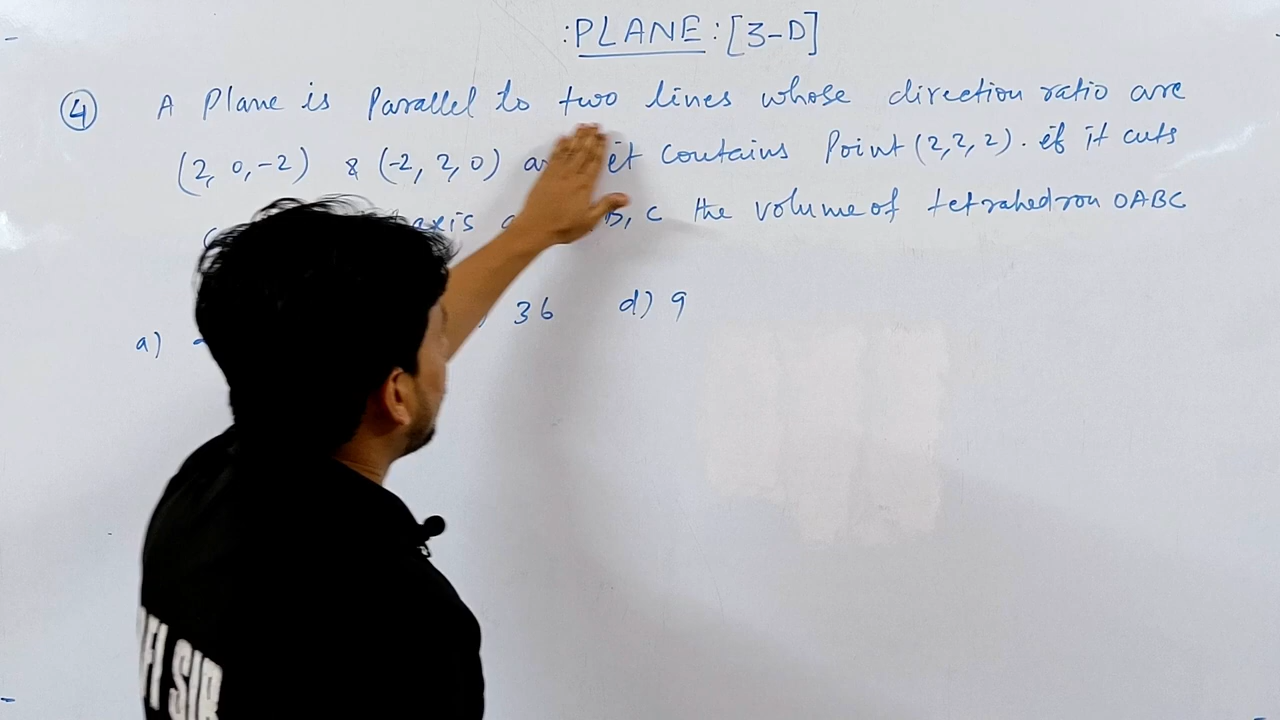 :PLANE: [3-D]
④ A Plane is Parallel to two lines whose direction ratio are
(2, 0, -2) & (-2, 2, 0) it contains Point (2, 2, 2). if it cuts
axis B, C the volume of tetrahedron OABC
a) 36 d) 9
SIR